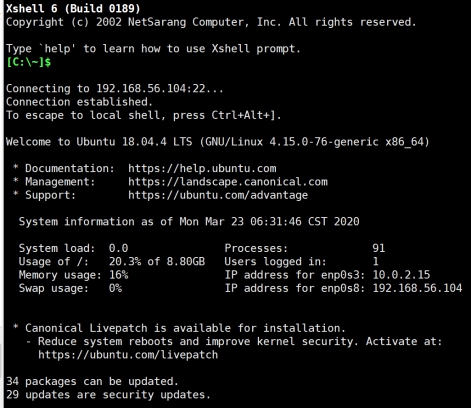 Xshell 6 (Build 0189)
Copyright (c) 2002 NetSarang Computer, Inc. All rights reserved.
Type `help' to learn how to use Xshell prompt.
[C:\~]$
Connecting to 192.168.56.104:22...
Connection established.
To escape to local shell, press Ctrl+Alt+].
Welcome to Ubuntu 18.04.4 LTS (GNU/Linux 4.15.0-76-generic x86_64)
 * Documentation:  https://help.ubuntu.com
 * Management:     https://landscape.canonical.com
 * Support:        https://ubuntu.com/advantage
  System information as of Mon Mar 23 06:31:46 CST 2020
  System load:  0.0               Processes:             91
  Usage of /:   20.3% of 8.80GB   Users logged in:       1
  Memory usage: 16%               IP address for enp0s3: 10.0.2.15
  Swap usage:   0%                IP address for enp0s8: 192.168.56.104
 * Canonical Livepatch is available for installation.
   - Reduce system reboots and improve kernel security. Activate at:
     https://ubuntu.com/livepatch
34 packages can be updated.
29 updates are security updates.